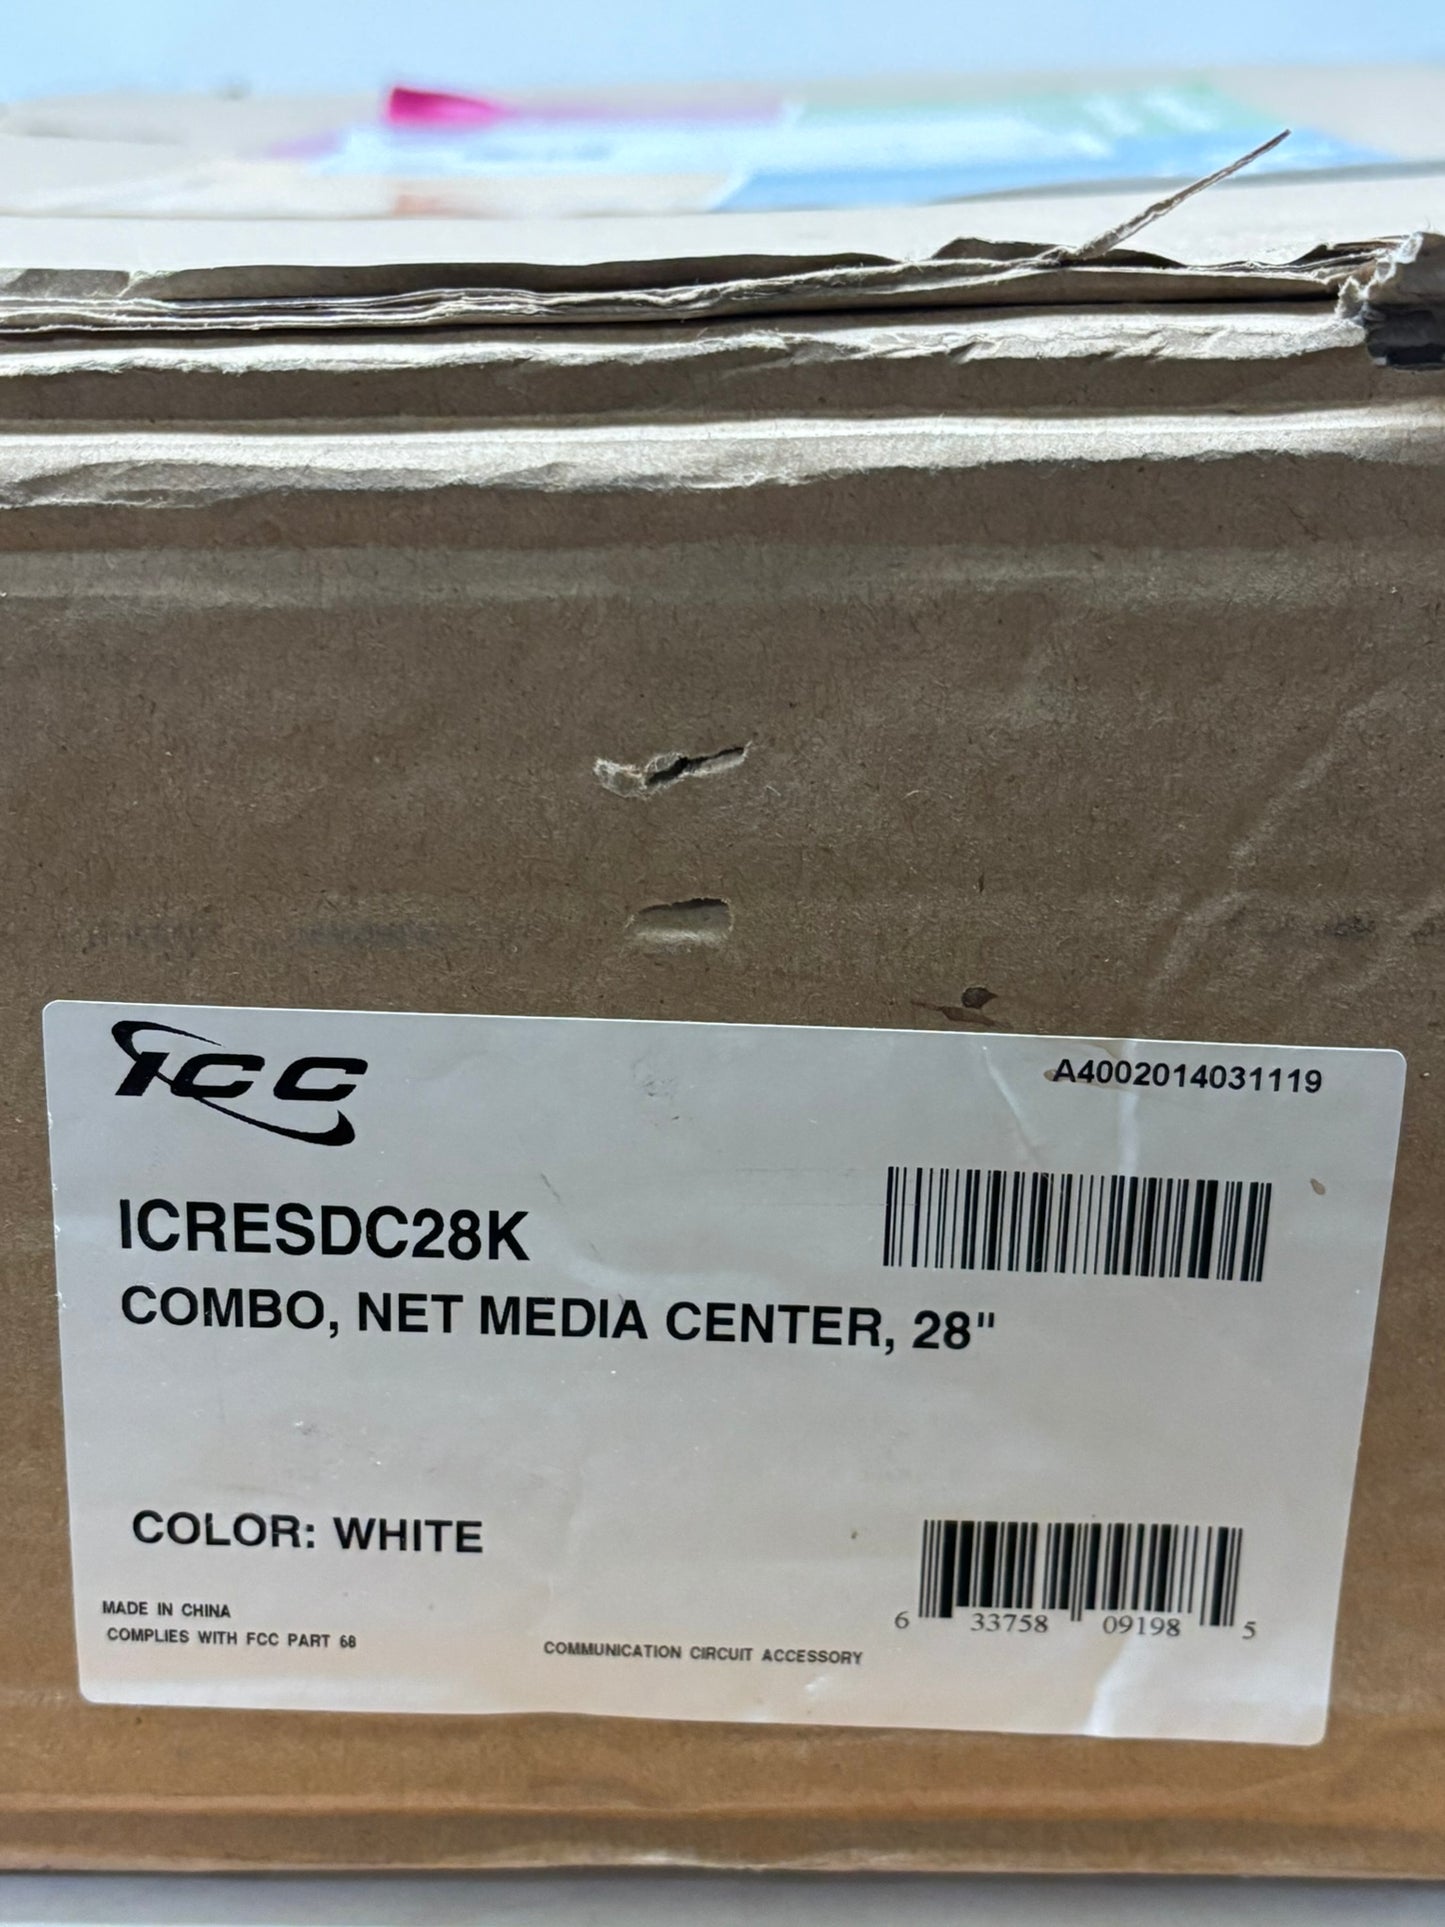 ICC
A4002014031119
ICRESDC28K
COMBO, NET MEDIA CENTER, 28"
COLOR: WHITE
MADE IN CHINA
COMPLIES WITH FCC PART 68
COMMUNICATION CIRCUIT ACCESSORY
6 33758 09198 5